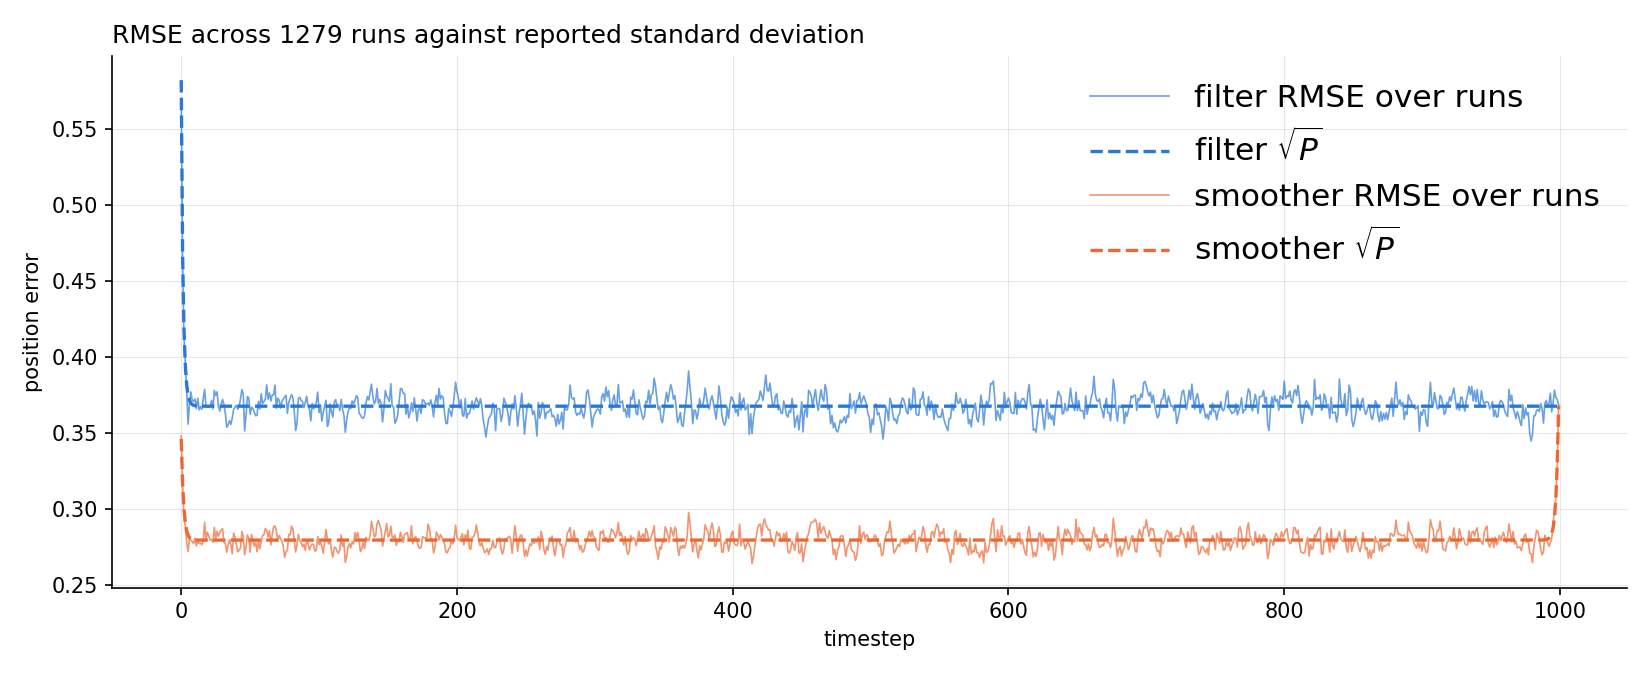 RMSE across 1279 runs against reported standard deviation
filter RMSE over runs
filter √P
smoother RMSE over runs
smoother √P
position error
0.55
0.50
0.45
0.40
0.35
0.30
0.25
0 200 400 600 800 1000
timestep